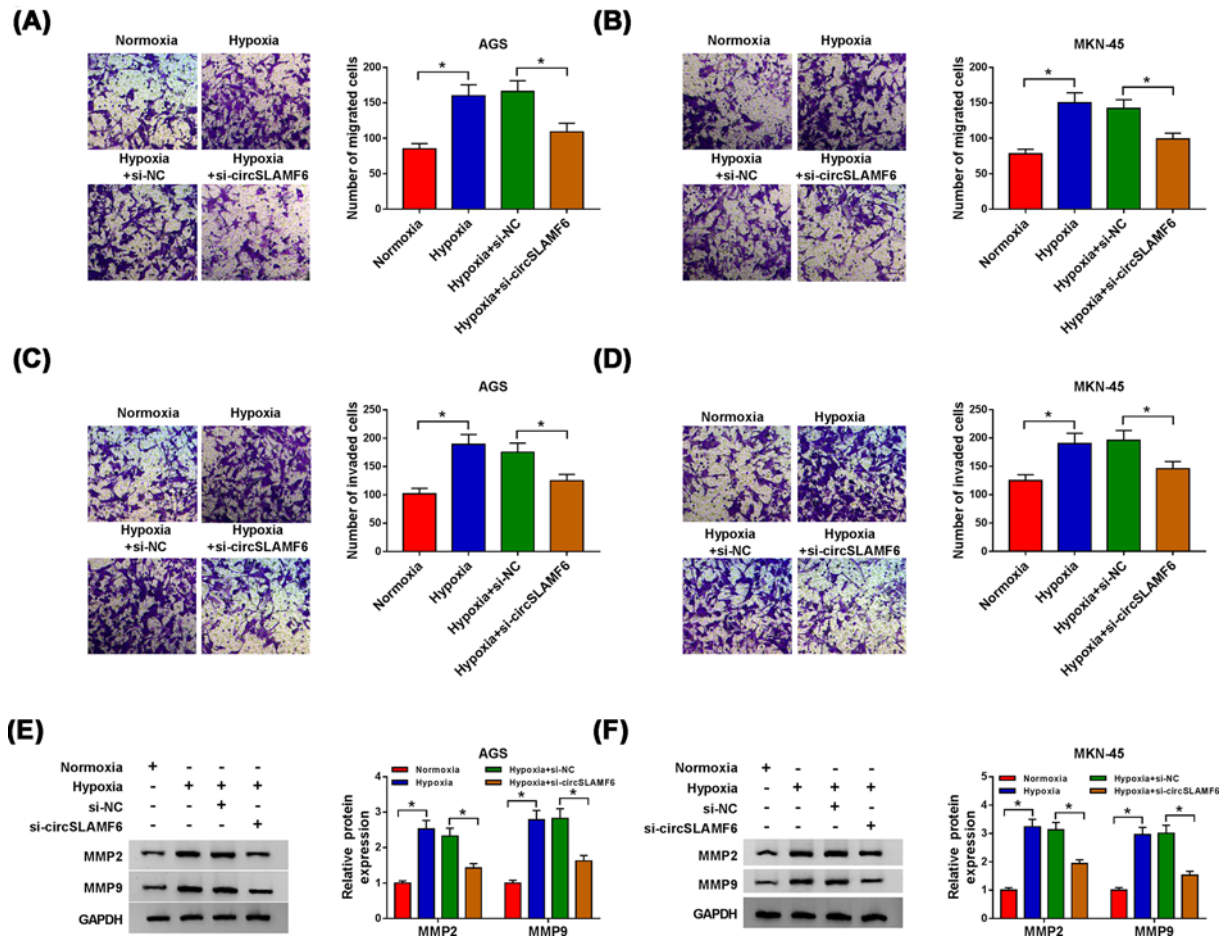 (A)
Normoxia
Hypoxia
Hypoxia
+si-NC
Hypoxia
+si-circSLAMF6
AGS
Number of migrated cells
200
150
100
50
0
*
*
Normoxia
Hypoxia
Hypoxia+si-NC
Hypoxia+si-circSLAMF6
(B)
Normoxia
Hypoxia
Hypoxia
+si-NC
Hypoxia
+si-circSLAMF6
MKN-45
Number of migrated cells
200
150
100
50
0
*
*
Normoxia
Hypoxia
Hypoxia+si-NC
Hypoxia+si-circSLAMF6
(C)
Normoxia
Hypoxia
Hypoxia
+si-NC
Hypoxia
+si-circSLAMF6
AGS
Number of invaded cells
250
200
150
100
50
0
*
*
Normoxia
Hypoxia
Hypoxia+si-NC
Hypoxia+si-circSLAMF6
(D)
Normoxia
Hypoxia
Hypoxia
+si-NC
Hypoxia
+si-circSLAMF6
MKN-45
Number of invaded cells
250
200
150
100
50
0
*
*
Normoxia
Hypoxia
Hypoxia+si-NC
Hypoxia+si-circSLAMF6
(E)
Normoxia + - - -
Hypoxia - + + +
si-NC - - + -
si-circSLAMF6 - - - +
MMP2
MMP9
GAPDH
AGS
Normoxia
Hypoxia
Hypoxia+si-NC
Hypoxia+si-circSLAMF6
Relative protein
expression
4
3
2
1
0
*
*
*
*
MMP2
MMP9
(F)
Normoxia + - - -
Hypoxia - + + +
si-NC - - + -
si-circSLAMF6 - - - +
MMP2
MMP9
GAPDH
MKN-45
Normoxia
Hypoxia
Hypoxia+si-NC
Hypoxia+si-circSLAMF6
Relative protein
expression
5
4
3
2
1
0
*
*
*
*
MMP2
MMP9